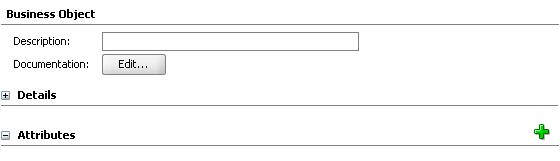 Business Object
Description:
Documentation: Edit...
Details
Attributes